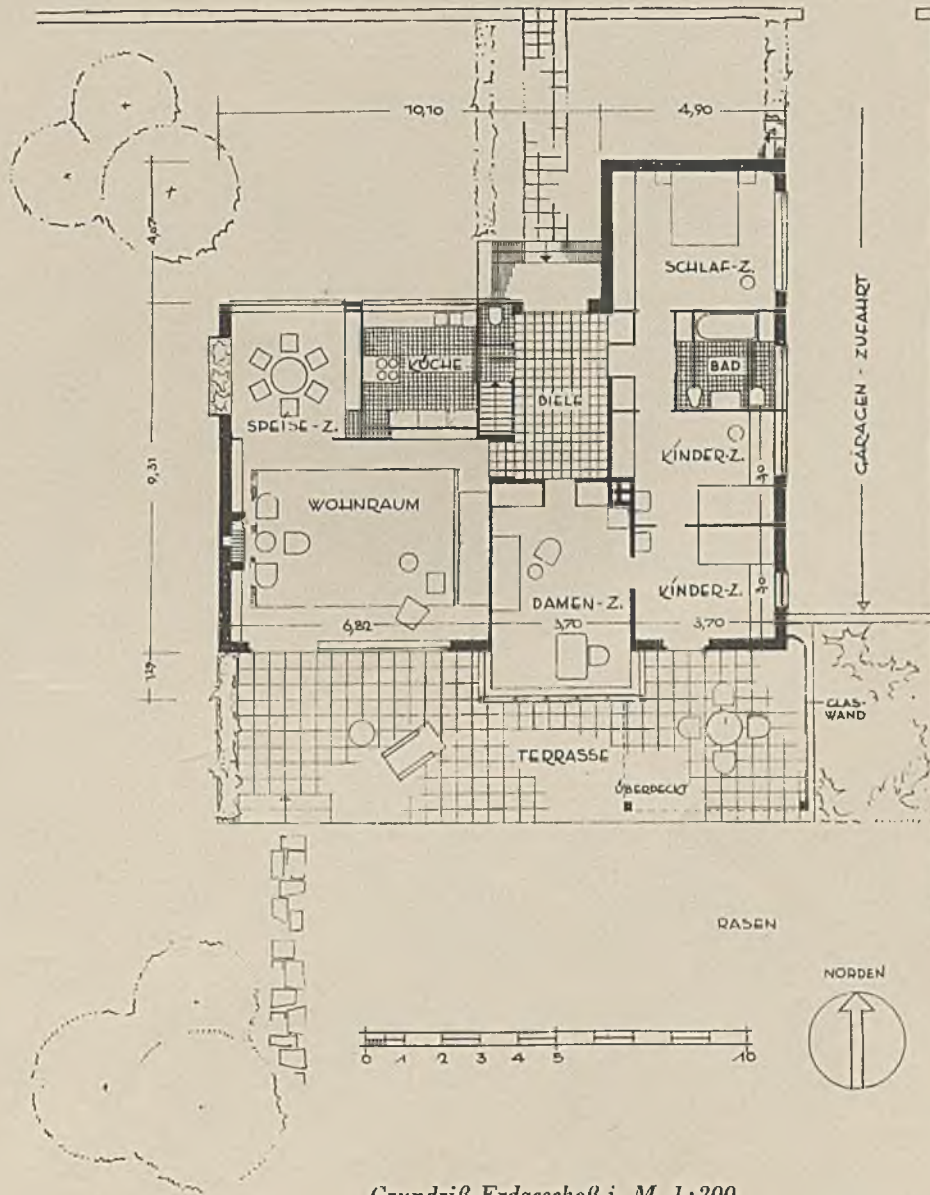 10,10
4,90
4,07
SCHLAF-Z.
GARAGEN - ZUFAHRT
KÜCHE
BAD
DIELE
SPEISE-Z.
KINDER-Z.
9,31
WOHNRAUM
DAMEN-Z.
KINDER-Z.
6,82
3,70
3,70
GLAS-
WAND
TERRASSE
ÜBERDECKT
RASEN
NORDEN
0 1 2 3 4 5 10
Grundriß Erdgeschoß i. M. 1:200